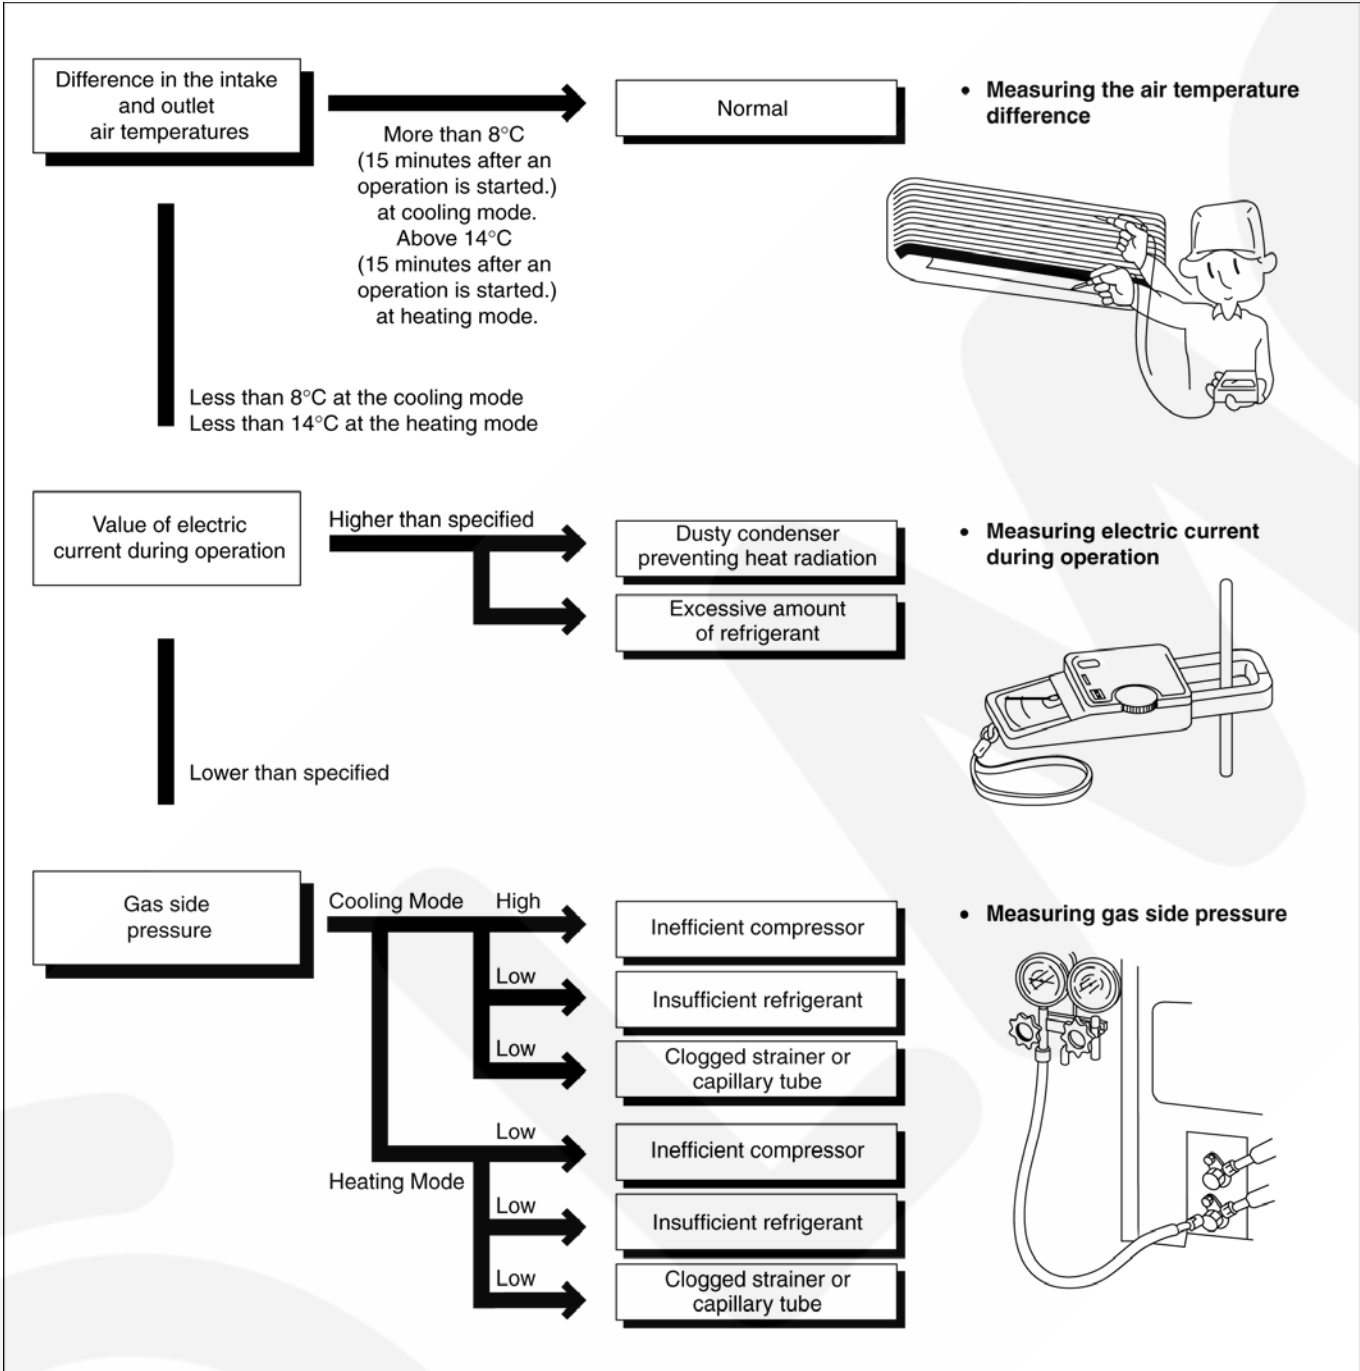 Difference in the intake
and outlet
air temperatures
More than 8°C
(15 minutes after an
operation is started.)
at cooling mode.
Above 14°C
(15 minutes after an
operation is started.)
at heating mode.
Normal
• Measuring the air temperature
difference
Less than 8°C at the cooling mode
Less than 14°C at the heating mode
Value of electric
current during operation
Higher than specified
Dusty condenser
preventing heat radiation
Excessive amount
of refrigerant
• Measuring electric current
during operation
Lower than specified
Gas side
pressure
Cooling Mode
High
Inefficient compressor
Low
Insufficient refrigerant
Low
Clogged strainer or
capillary tube
Heating Mode
Low
Inefficient compressor
Low
Insufficient refrigerant
Low
Clogged strainer or
capillary tube
• Measuring gas side pressure